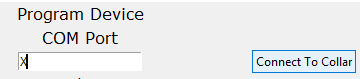 Program Device
COM Port
X
Connect To Collar